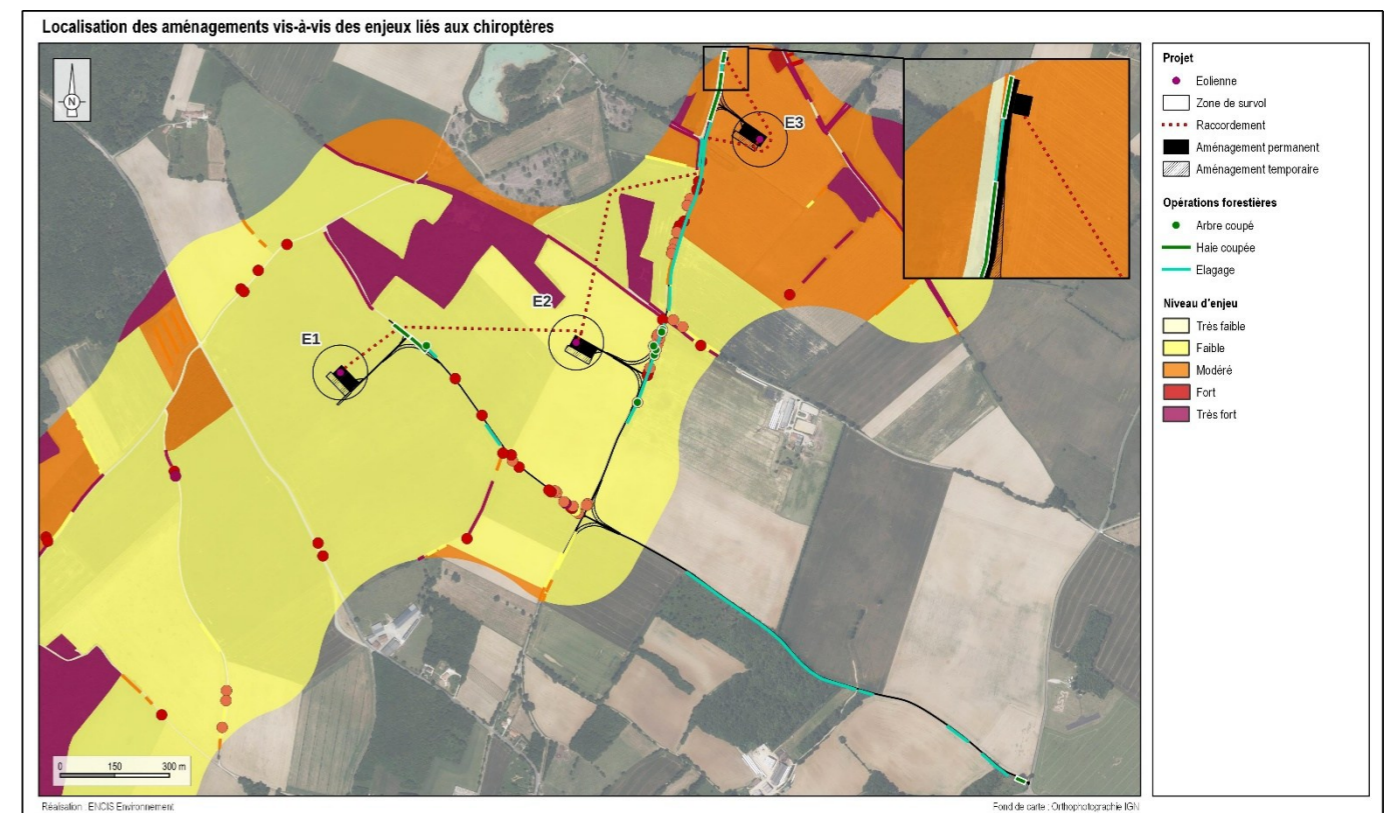 Localisation des aménagements vis-à-vis des enjeux liés aux chiroptères
N
E3
E2
E1
0 150 300 m
Projet
Eolienne
Zone de survol
Raccordement
Aménagement permanent
Aménagement temporaire
Opérations forestières
Arbre coupé
Haie coupée
Elagage
Niveau d'enjeu
Très faible
Faible
Modéré
Fort
Très fort
Réalisation : ENCIS Environnement
Fond de carte : Orthophotographie IGN